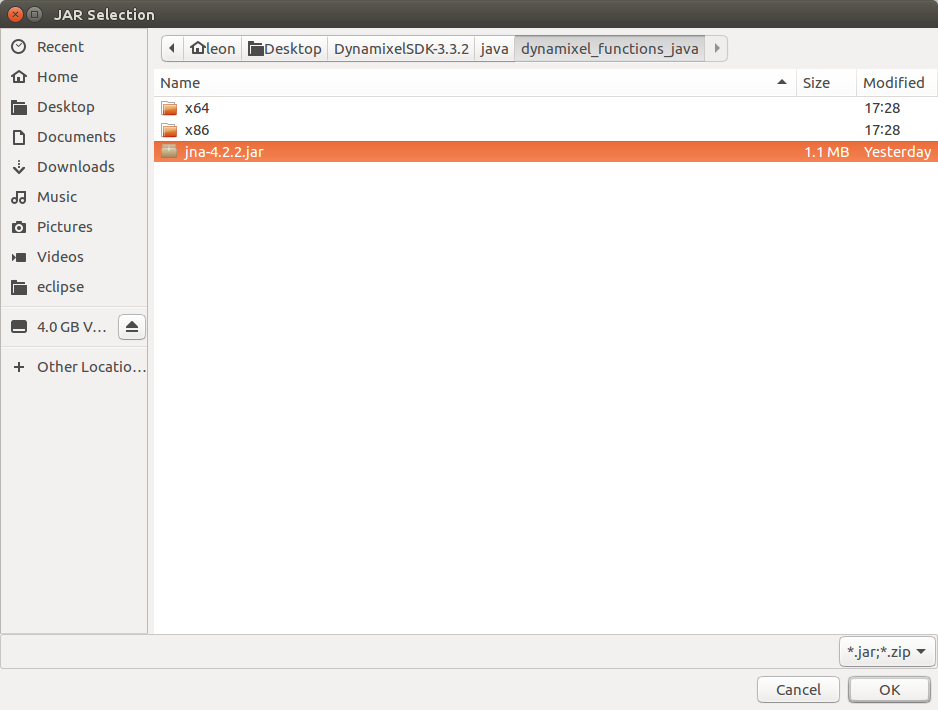 JAR Selection
Recent
Home
Desktop
Documents
Downloads
Music
Pictures
Videos
eclipse
4.0 GB V...
Other Locatio...
leon Desktop DynamixelSDK-3.3.2 java dynamixel_functions_java
Name Size Modified
x64 17:28
x86 17:28
jna-4.2.2.jar 1.1 MB Yesterday
*.jar;*.zip
Cancel OK